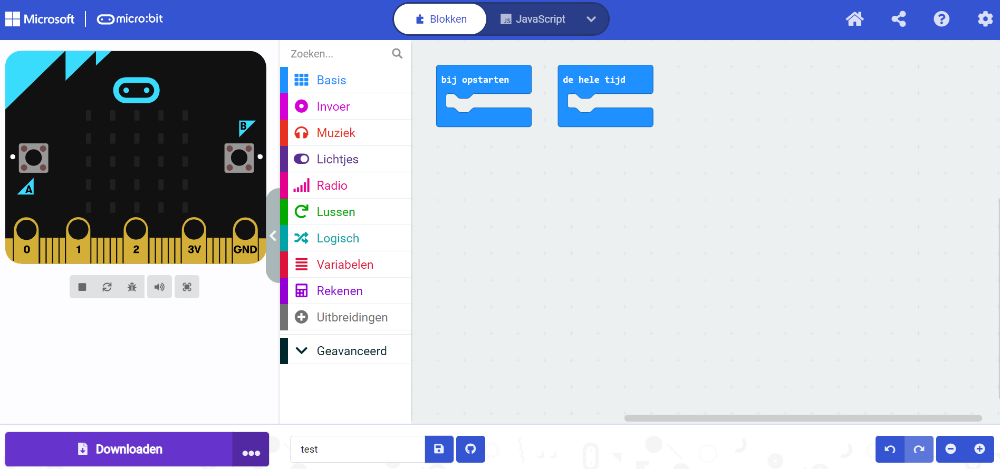 Microsoft
micro:bit
Blokken
JS
JavaScript
B
A
0
1
2
3V
GND
Zoeken...
Basis
Invoer
Muziek
Lichtjes
Radio
Lussen
Logisch
Variabelen
Rekenen
Uitbreidingen
Geavanceerd
bij opstarten
de hele tijd
Downloaden
test